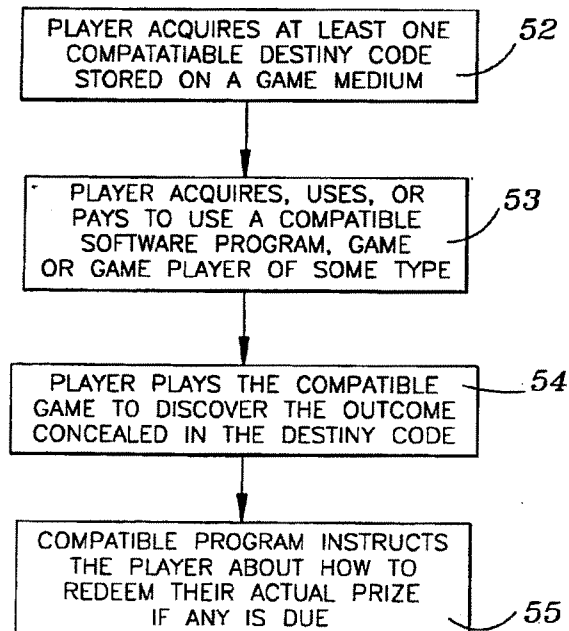 PLAYER ACQUIRES AT LEAST ONE
COMPATATIABLE DESTINY CODE
STORED ON A GAME MEDIUM
52
PLAYER ACQUIRES, USES, OR
PAYS TO USE A COMPATIBLE
SOFTWARE PROGRAM, GAME
OR GAME PLAYER OF SOME TYPE
53
PLAYER PLAYS THE COMPATIBLE
GAME TO DISCOVER THE OUTCOME
CONCEALED IN THE DESTINY CODE
54
COMPATIBLE PROGRAM INSTRUCTS
THE PLAYER ABOUT HOW TO
REDEEM THEIR ACTUAL PRIZE
IF ANY IS DUE
55